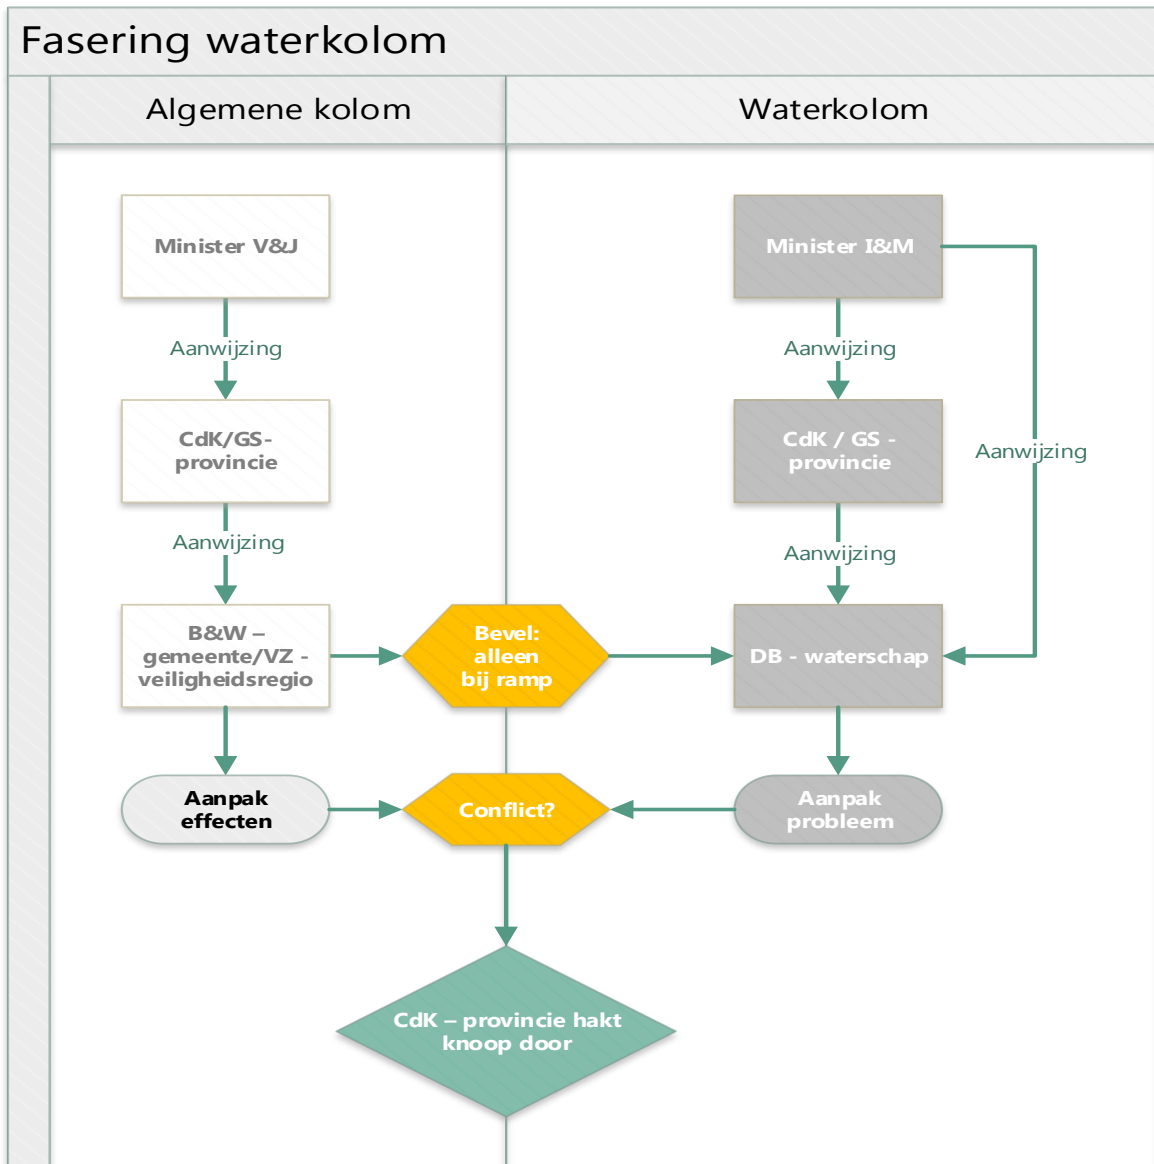 Fasering waterkolom
Algemene kolom
Waterkolom
Minister V&J
Minister I&M
Aanwijzing
Aanwijzing
CdK/GS-
provincie
CdK / GS -
provincie
Aanwijzing
Aanwijzing
Aanwijzing
B&W –
gemeente/VZ -
veiligheidsregio
Bevel:
alleen
bij ramp
DB - waterschap
Aanpak
effecten
Conflict?
Aanpak
probleem
CdK – provincie hakt
knoop door